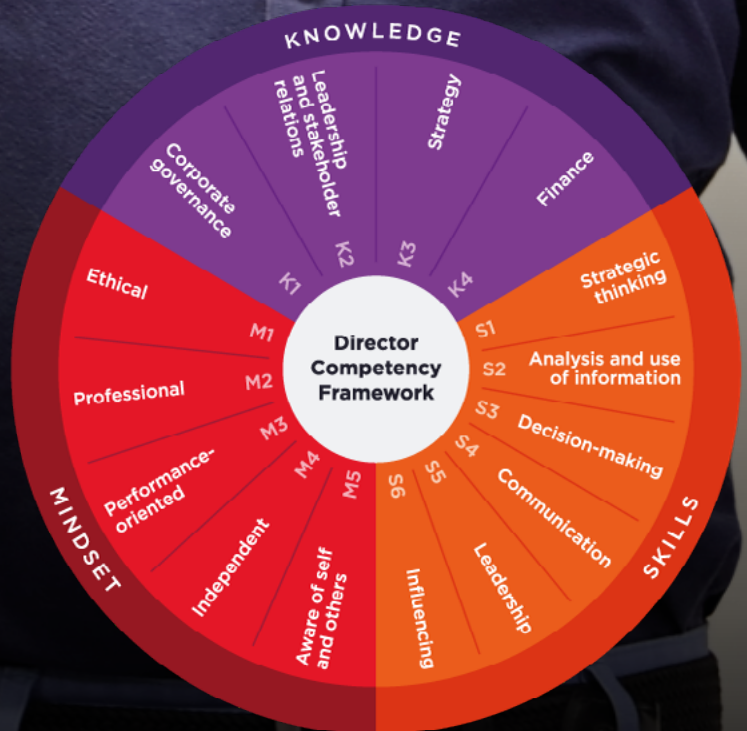 KNOWLEDGE
Corporate
governance
K1
Leadership
and stakeholder
relations
K2
Strategy
K3
Finance
K4
SKILLS
Strategic
thinking
S1
Analysis and use
of information
S2
Decision-making
S3
Communication
S4
Leadership
S5
Influencing
S6
MINDSET
Ethical
M1
Professional
M2
Performance-
oriented
M3
Independent
M4
Aware of self
and others
M5
Director
Competency
Framework